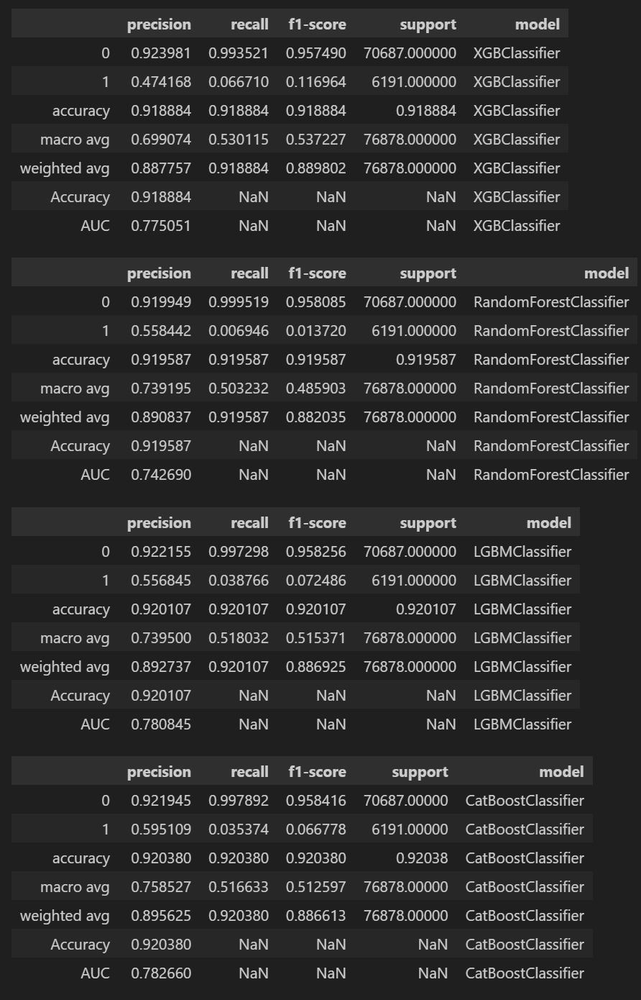 precision recall f1-score support model
0 0.923981 0.993521 0.957490 70687.000000 XGBClassifier
1 0.474168 0.066710 0.116964 6191.000000 XGBClassifier
accuracy 0.918884 0.918884 0.918884 0.918884 XGBClassifier
macro avg 0.699074 0.530115 0.537227 76878.000000 XGBClassifier
weighted avg 0.887757 0.918884 0.889802 76878.000000 XGBClassifier
Accuracy 0.918884 NaN NaN NaN XGBClassifier
AUC 0.775051 NaN NaN NaN XGBClassifier
precision recall f1-score support model
0 0.919949 0.999519 0.958085 70687.000000 RandomForestClassifier
1 0.558442 0.006946 0.013720 6191.000000 RandomForestClassifier
accuracy 0.919587 0.919587 0.919587 0.919587 RandomForestClassifier
macro avg 0.739195 0.503232 0.485903 76878.000000 RandomForestClassifier
weighted avg 0.890837 0.919587 0.882035 76878.000000 RandomForestClassifier
Accuracy 0.919587 NaN NaN NaN RandomForestClassifier
AUC 0.742690 NaN NaN NaN RandomForestClassifier
precision recall f1-score support model
0 0.922155 0.997298 0.958256 70687.000000 LGBMClassifier
1 0.556845 0.038766 0.072486 6191.000000 LGBMClassifier
accuracy 0.920107 0.920107 0.920107 0.920107 LGBMClassifier
macro avg 0.739500 0.518032 0.515371 76878.000000 LGBMClassifier
weighted avg 0.892737 0.920107 0.886925 76878.000000 LGBMClassifier
Accuracy 0.920107 NaN NaN NaN LGBMClassifier
AUC 0.780845 NaN NaN NaN LGBMClassifier
precision recall f1-score support model
0 0.921945 0.997892 0.958416 70687.00000 CatBoostClassifier
1 0.595109 0.035374 0.066778 6191.00000 CatBoostClassifier
accuracy 0.920380 0.920380 0.920380 0.92038 CatBoostClassifier
macro avg 0.758527 0.516633 0.512597 76878.00000 CatBoostClassifier
weighted avg 0.895625 0.920380 0.886613 76878.00000 CatBoostClassifier
Accuracy 0.920380 NaN NaN NaN CatBoostClassifier
AUC 0.782660 NaN NaN NaN CatBoostClassifier